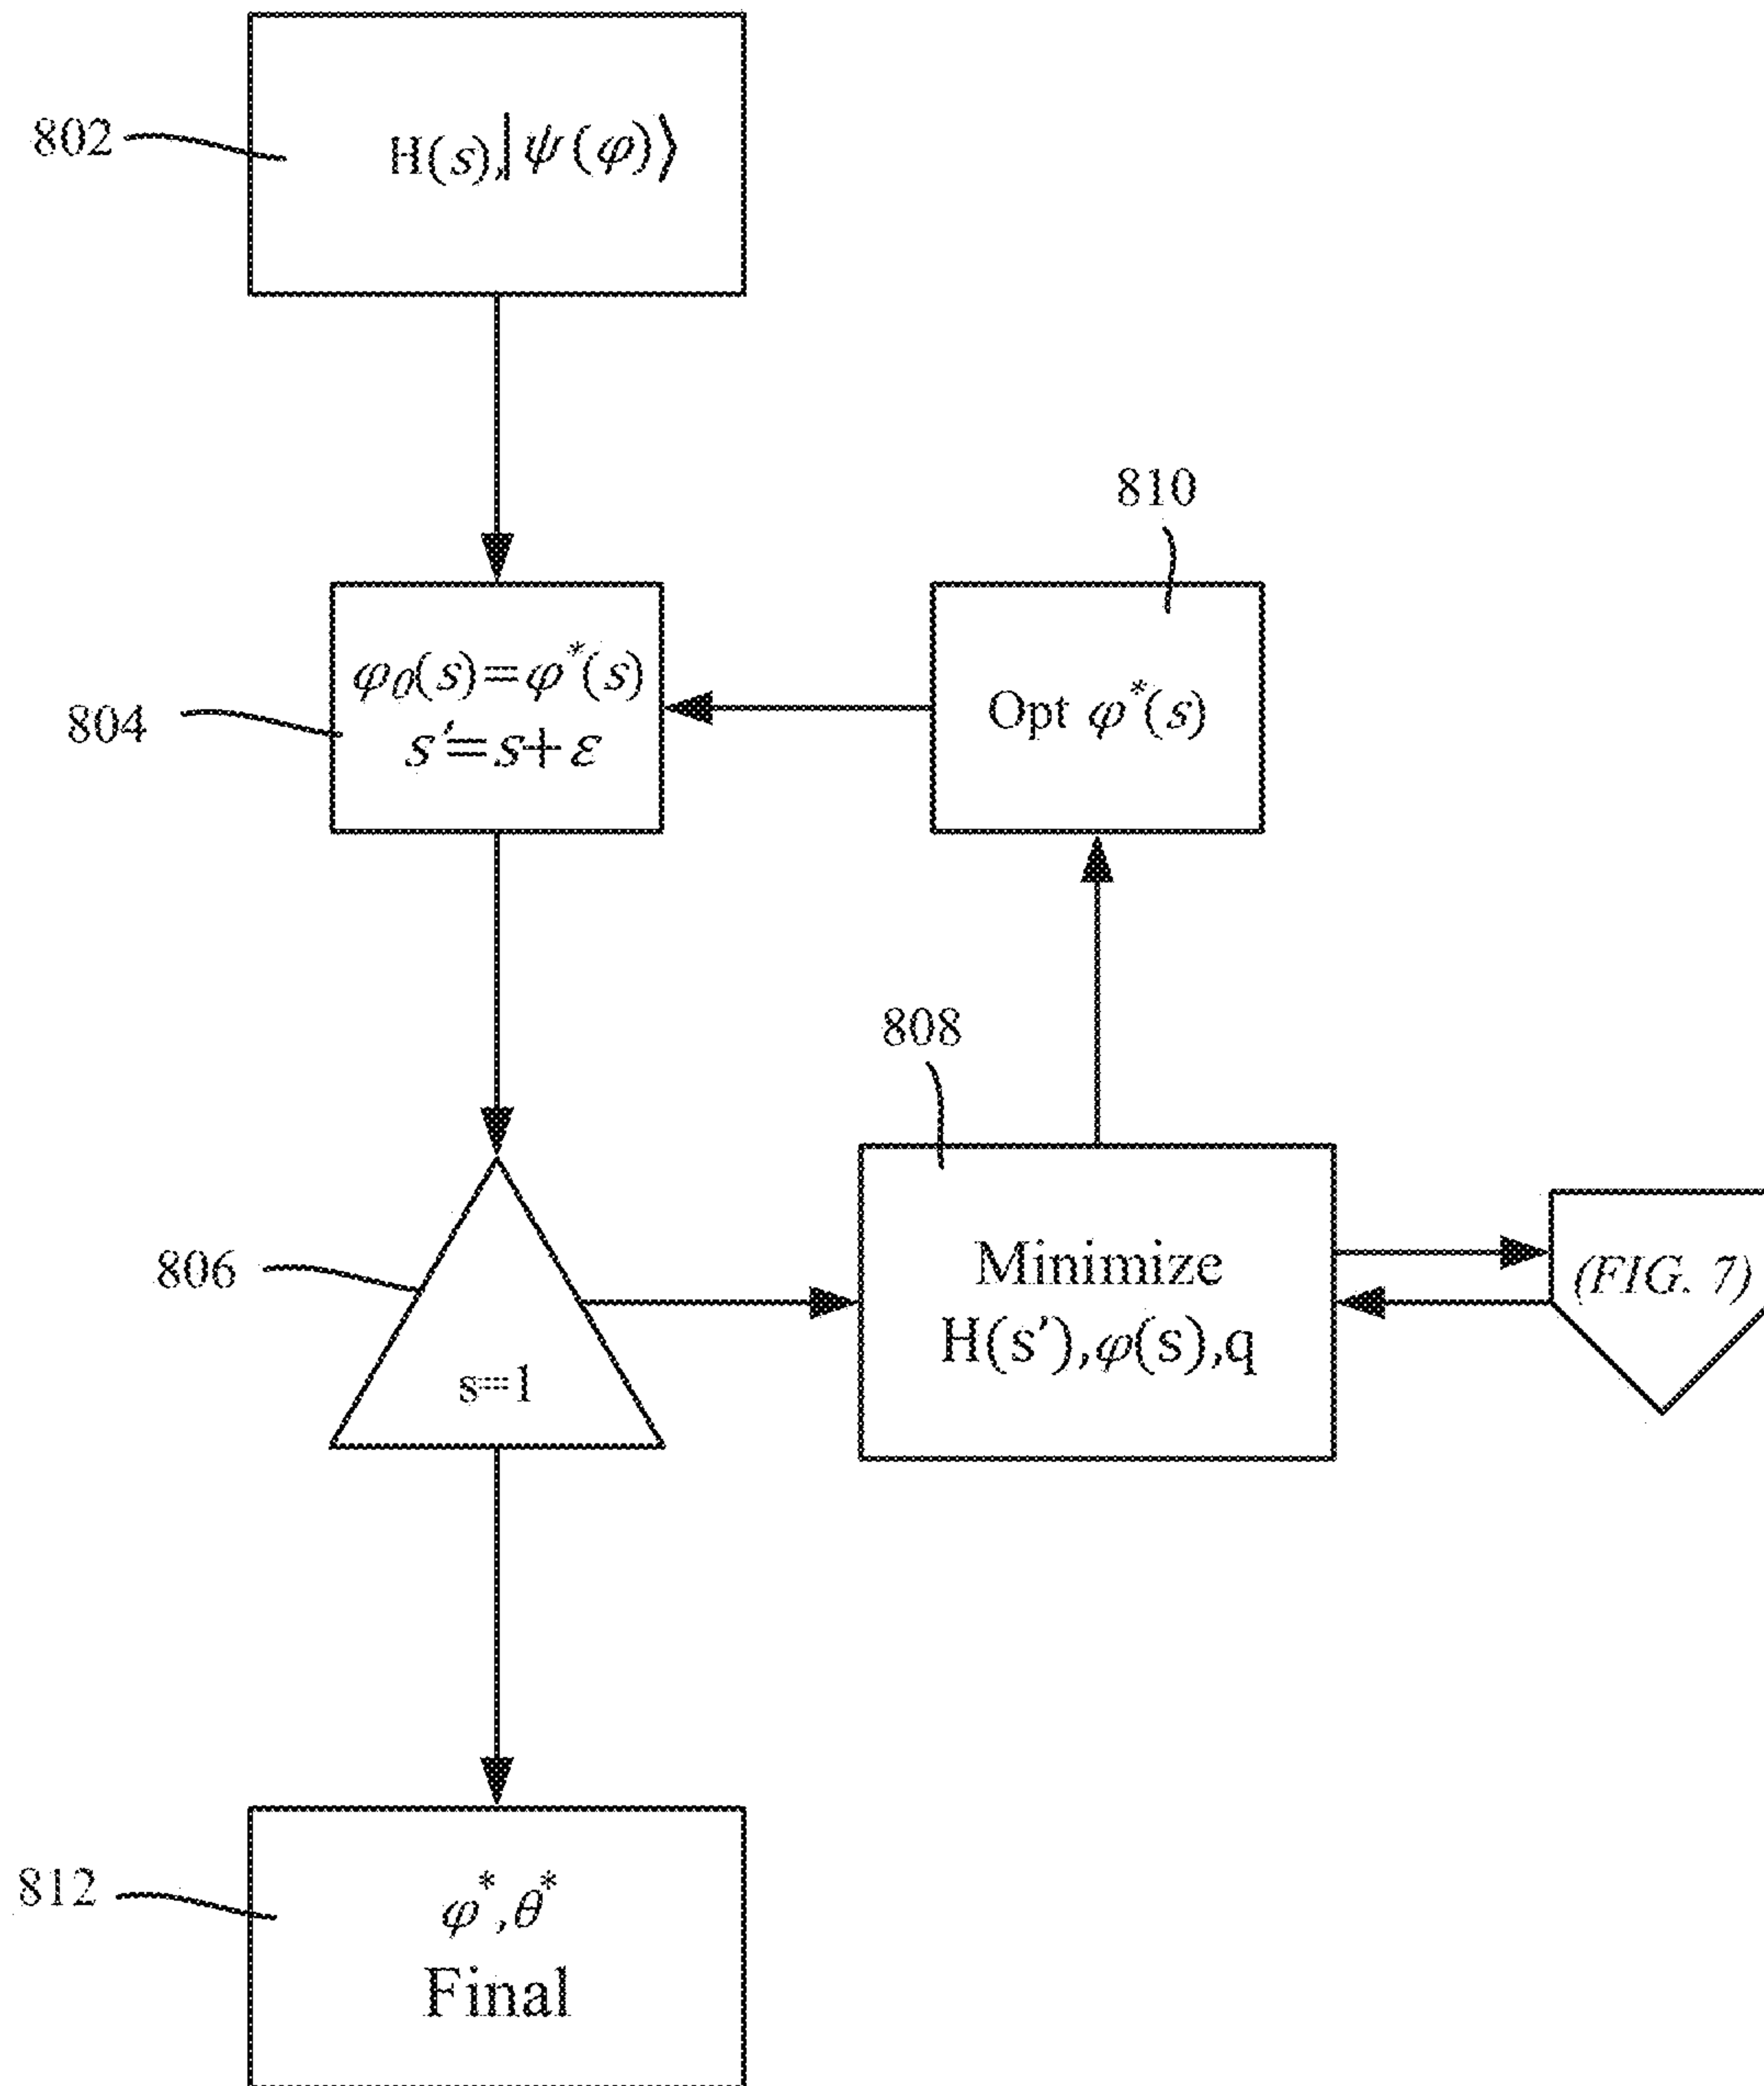 802
H(s),|ψ(φ)⟩
810
φ₀(s)=φ*(s)
s'=s+ε
804
Opt φ*(s)
808
806
s=1
Minimize
H(s’),φ(s),q
(FIG. 7)
812
φ*,θ*
Final